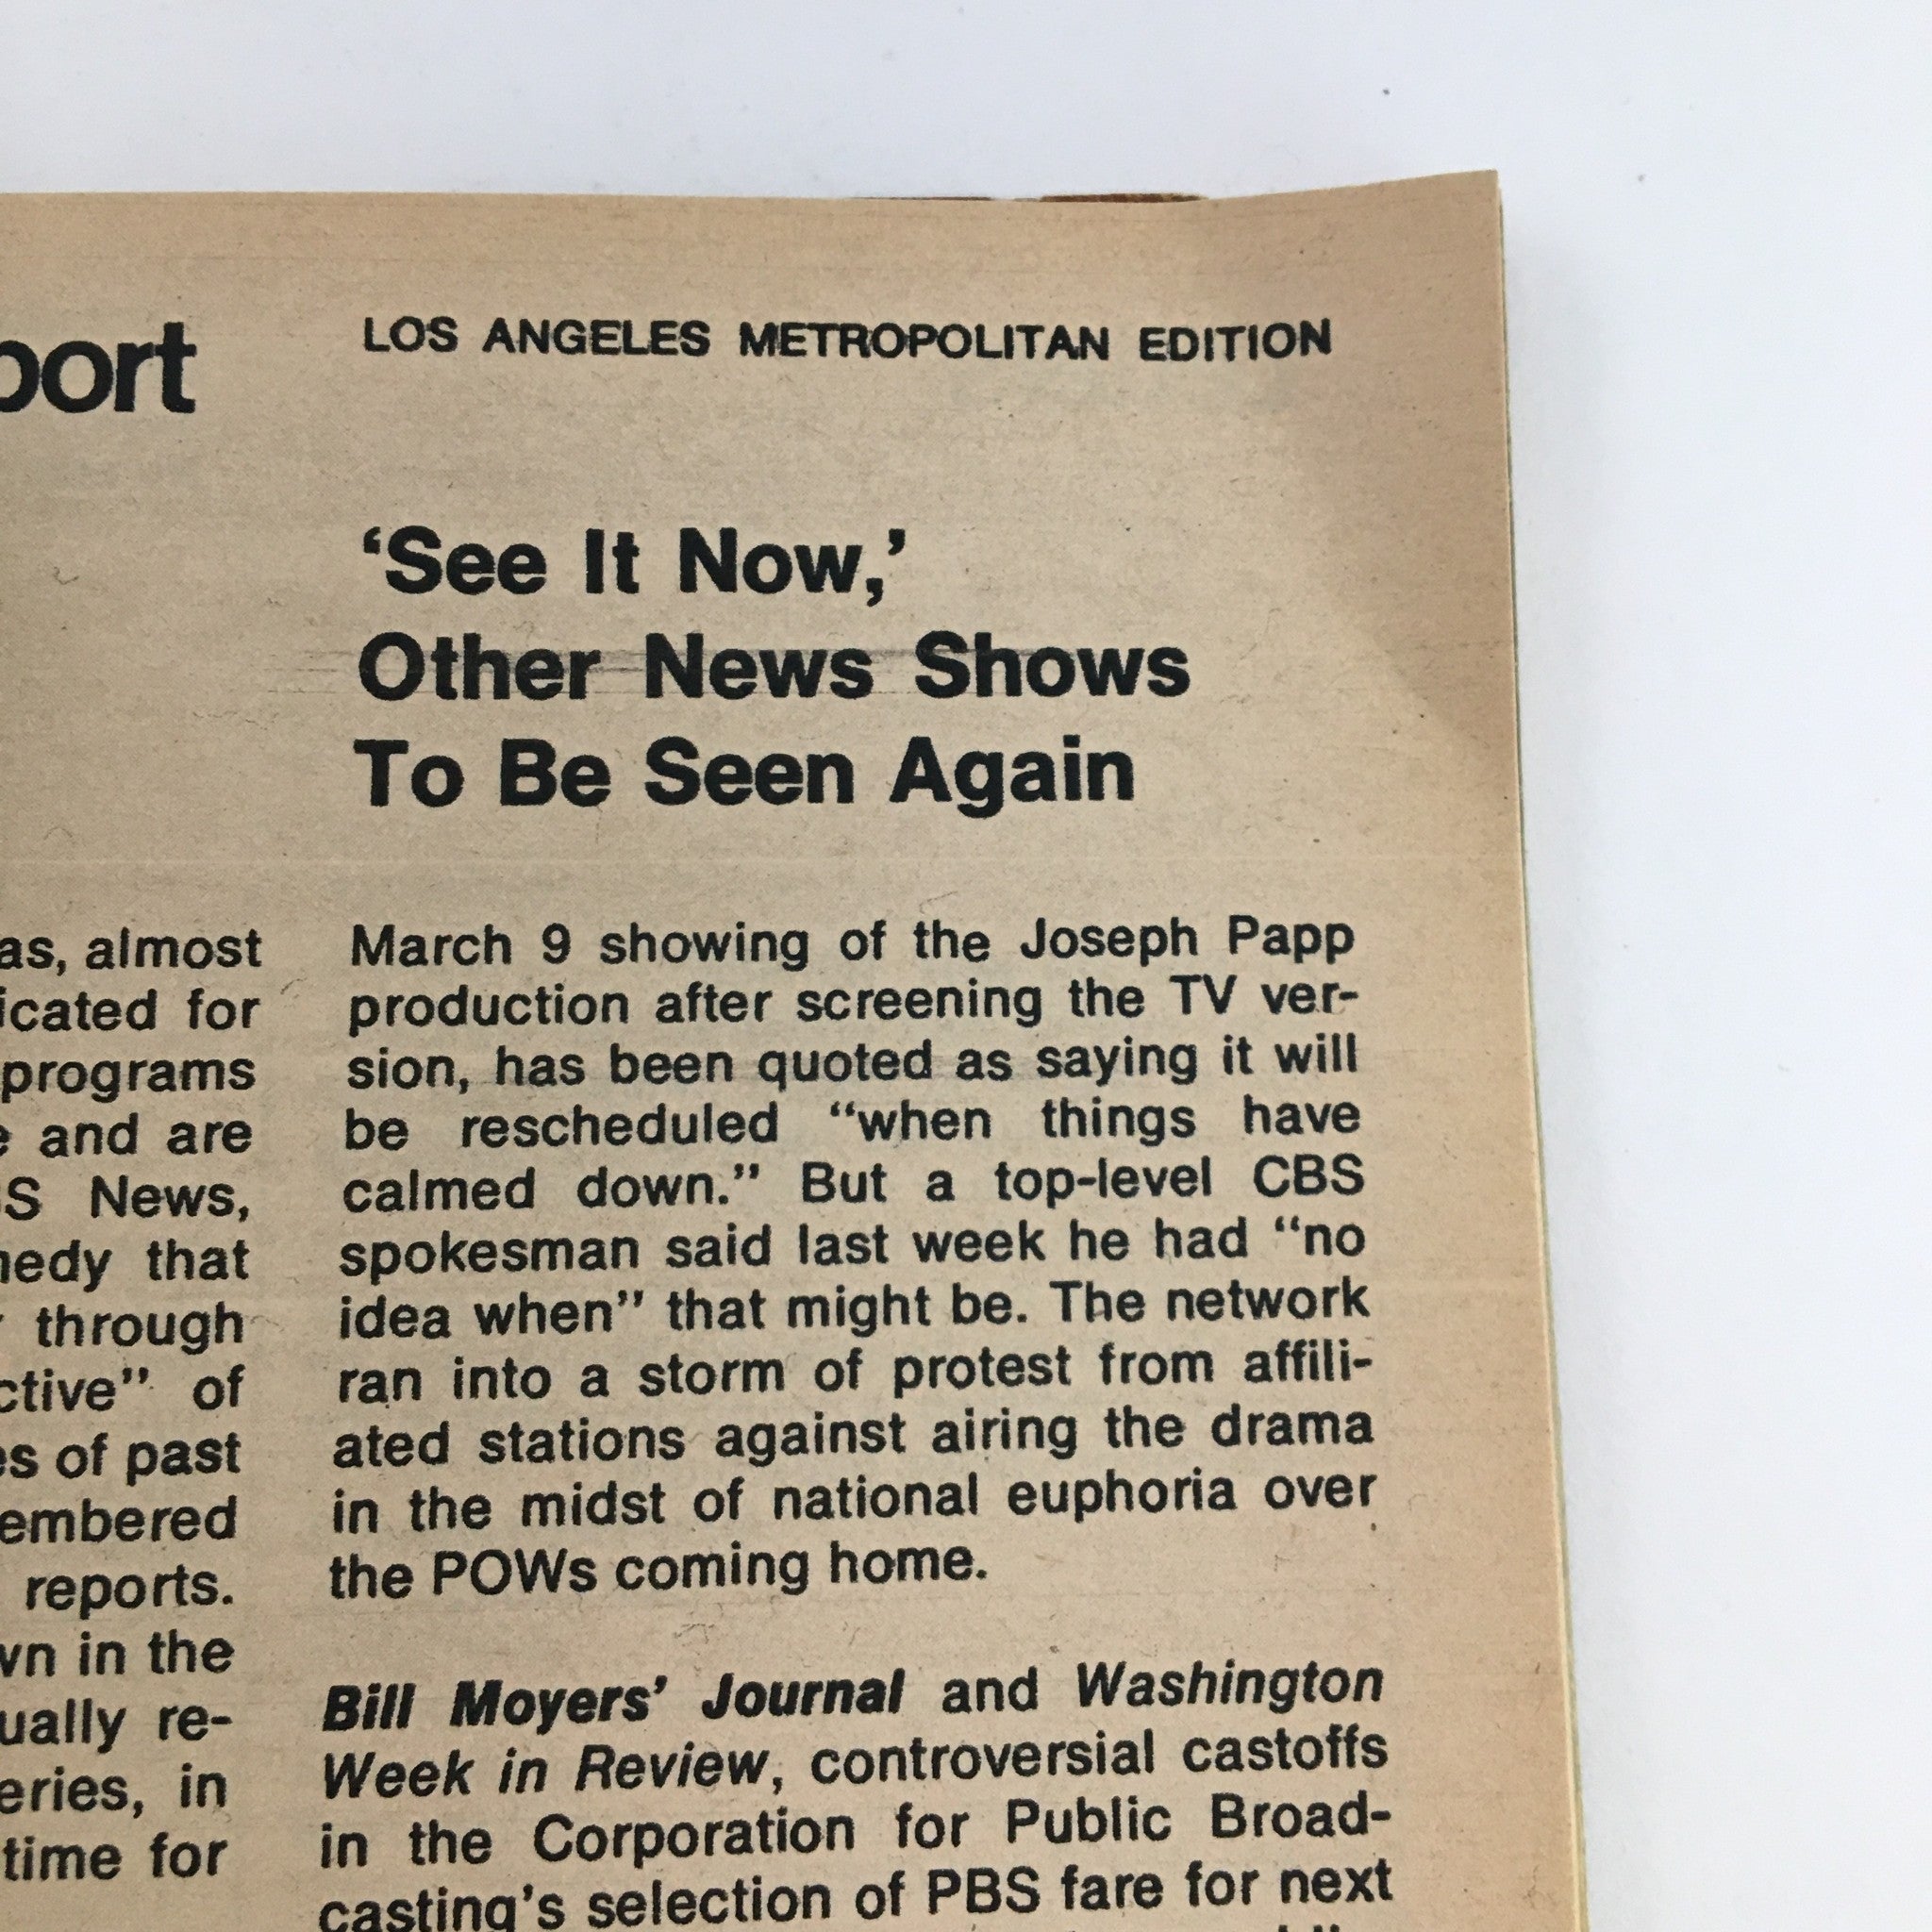 port
LOS ANGELES METROPOLITAN EDITION
‘See It Now,’
Other News Shows
To Be Seen Again
as, almost
icated for
programs
and are
S News,
nedy that
through
ctive” of
es of past
embered
reports.
wn in the
ually re-
eries, in
time for
March 9 showing of the Joseph Papp
production after screening the TV ver-
sion, has been quoted as saying it will
be rescheduled “when things have
calmed down.” But a top-level CBS
spokesman said last week he had “no
idea when” that might be. The network
ran into a storm of protest from affili-
ated stations against airing the drama
in the midst of national euphoria over
the POWs coming home.
Bill Moyers’ Journal and Washington
Week in Review, controversial castoffs
in the Corporation for Public Broad-
casting’s selection of PBS fare for next